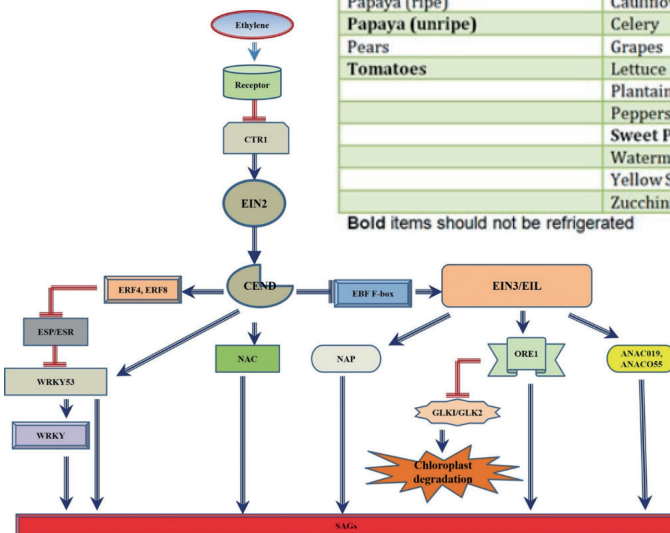 Papaya (ripe)
Papaya (unripe) Celery
Pears Grapes
Tomatoes Lettuce
Peppers
Sweet
Yellow
Bold items should not be refrigerated
Ethylene
Receptor
CTR1
EIN2
CEND
ERF4, ERF8
EBF F-box
EIN3/EIL
ESP/ESR
WRKY53
NAC
NAP
ORE1
ANAC019,
ANACO55
WRKY
GLKI/GLK2
Chloroplast
degradation
SAGs